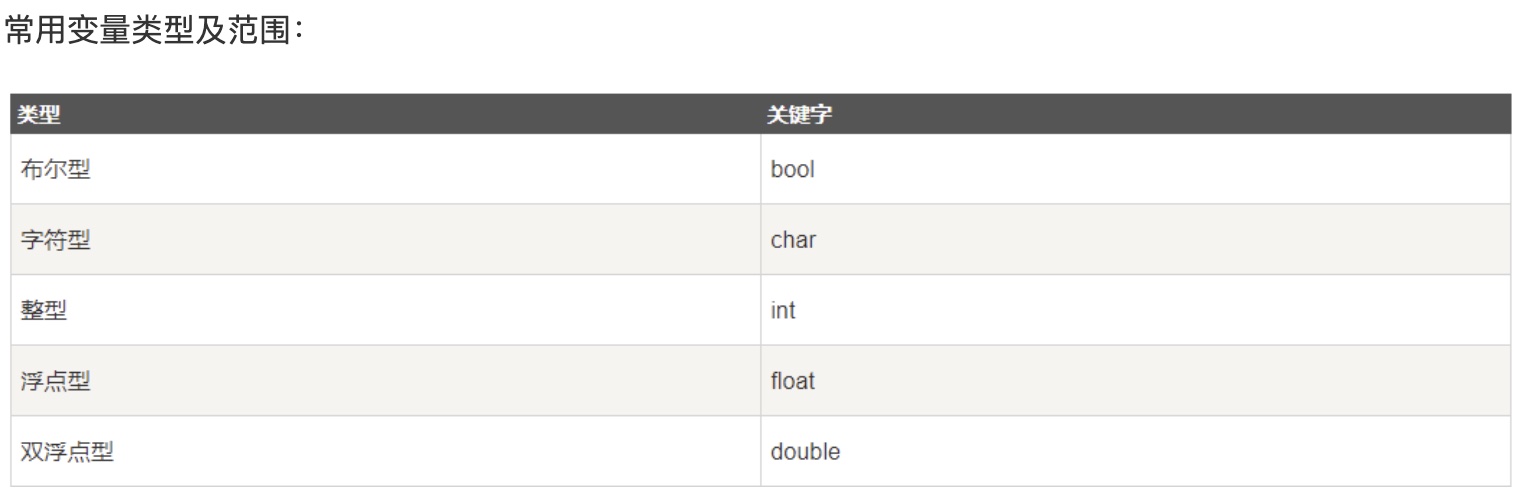 常用变量类型及范围：
类型 关键字
布尔型 bool
字符型 char
整型 int
浮点型 float
双浮点型 double